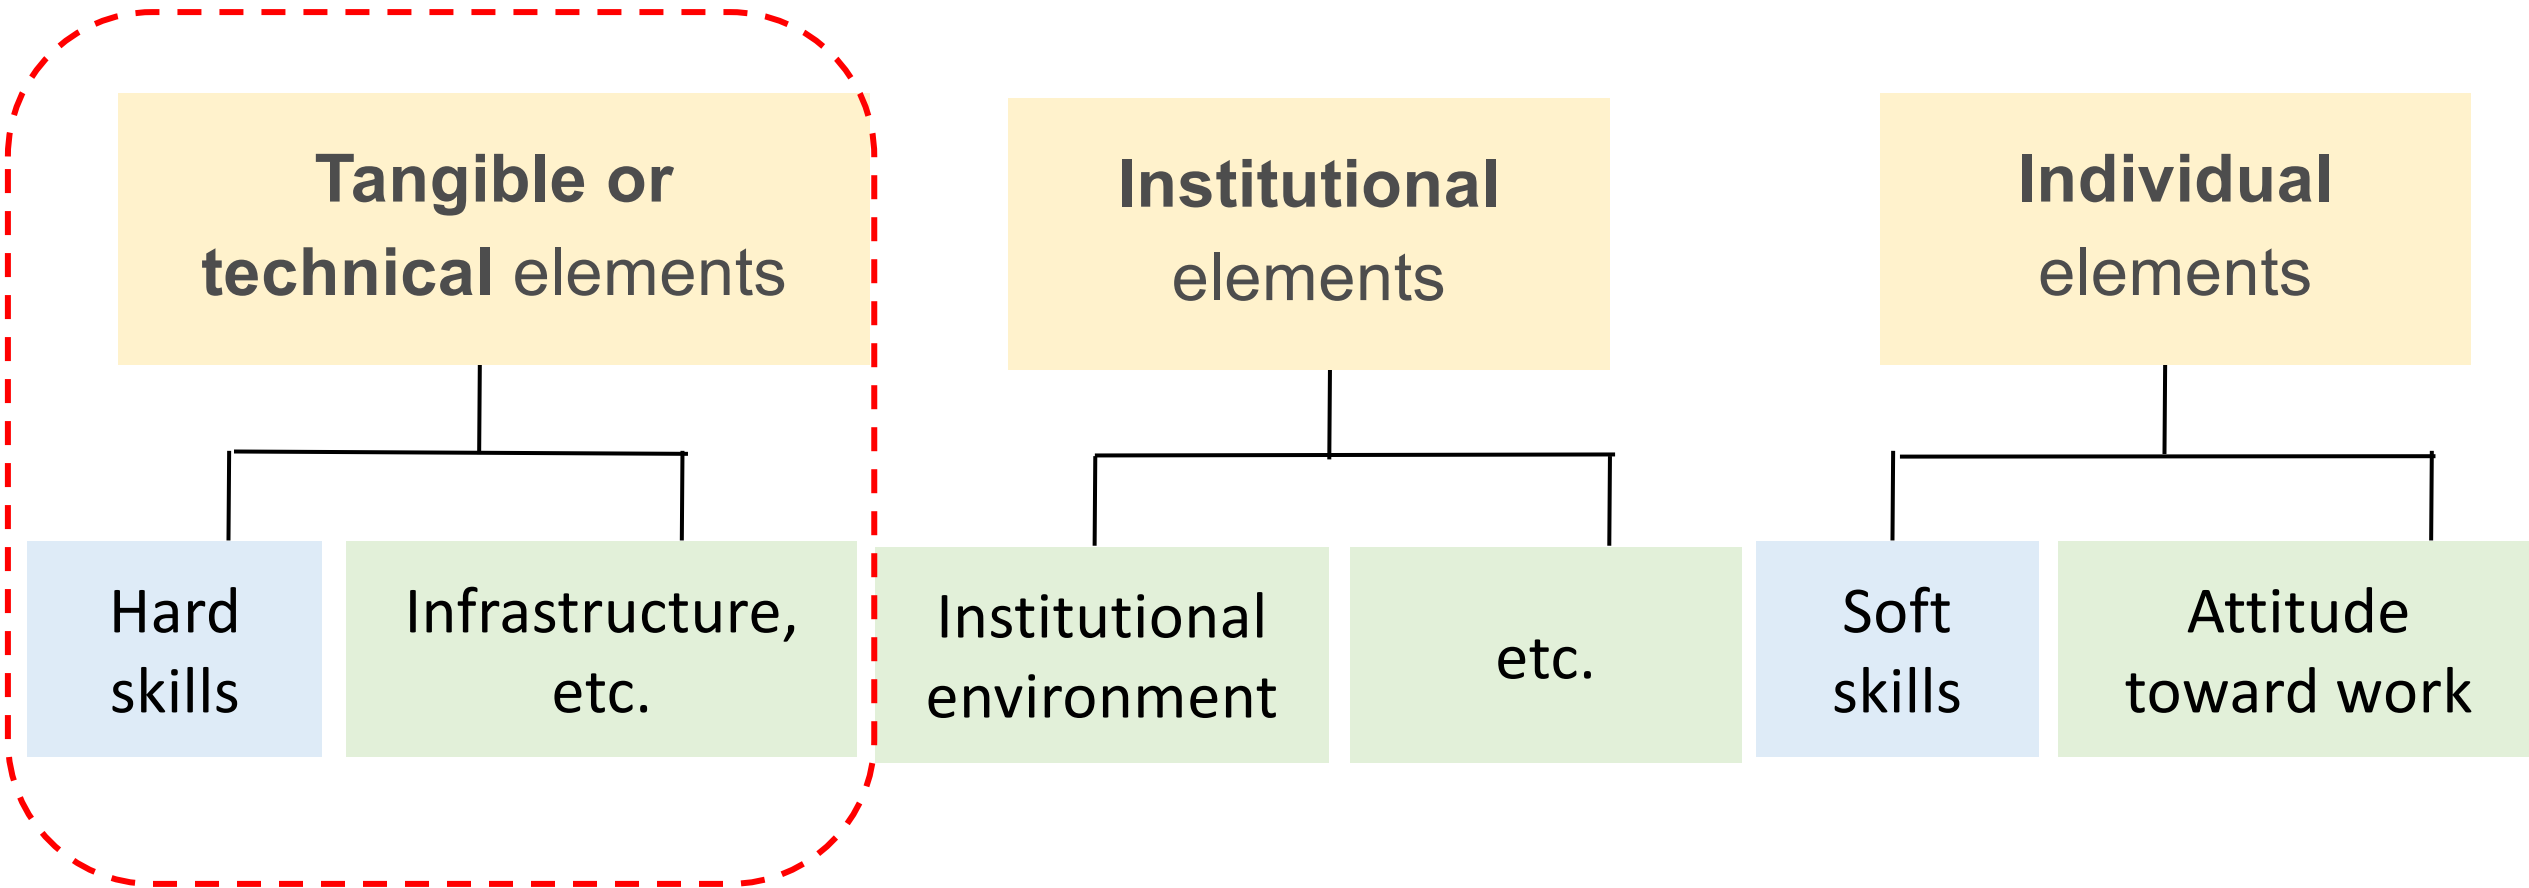 Tangible or
technical elements
Institutional
elements
Individual
elements
Hard
skills
Infrastructure,
etc.
Institutional
environment
etc.
Soft
skills
Attitude
toward work